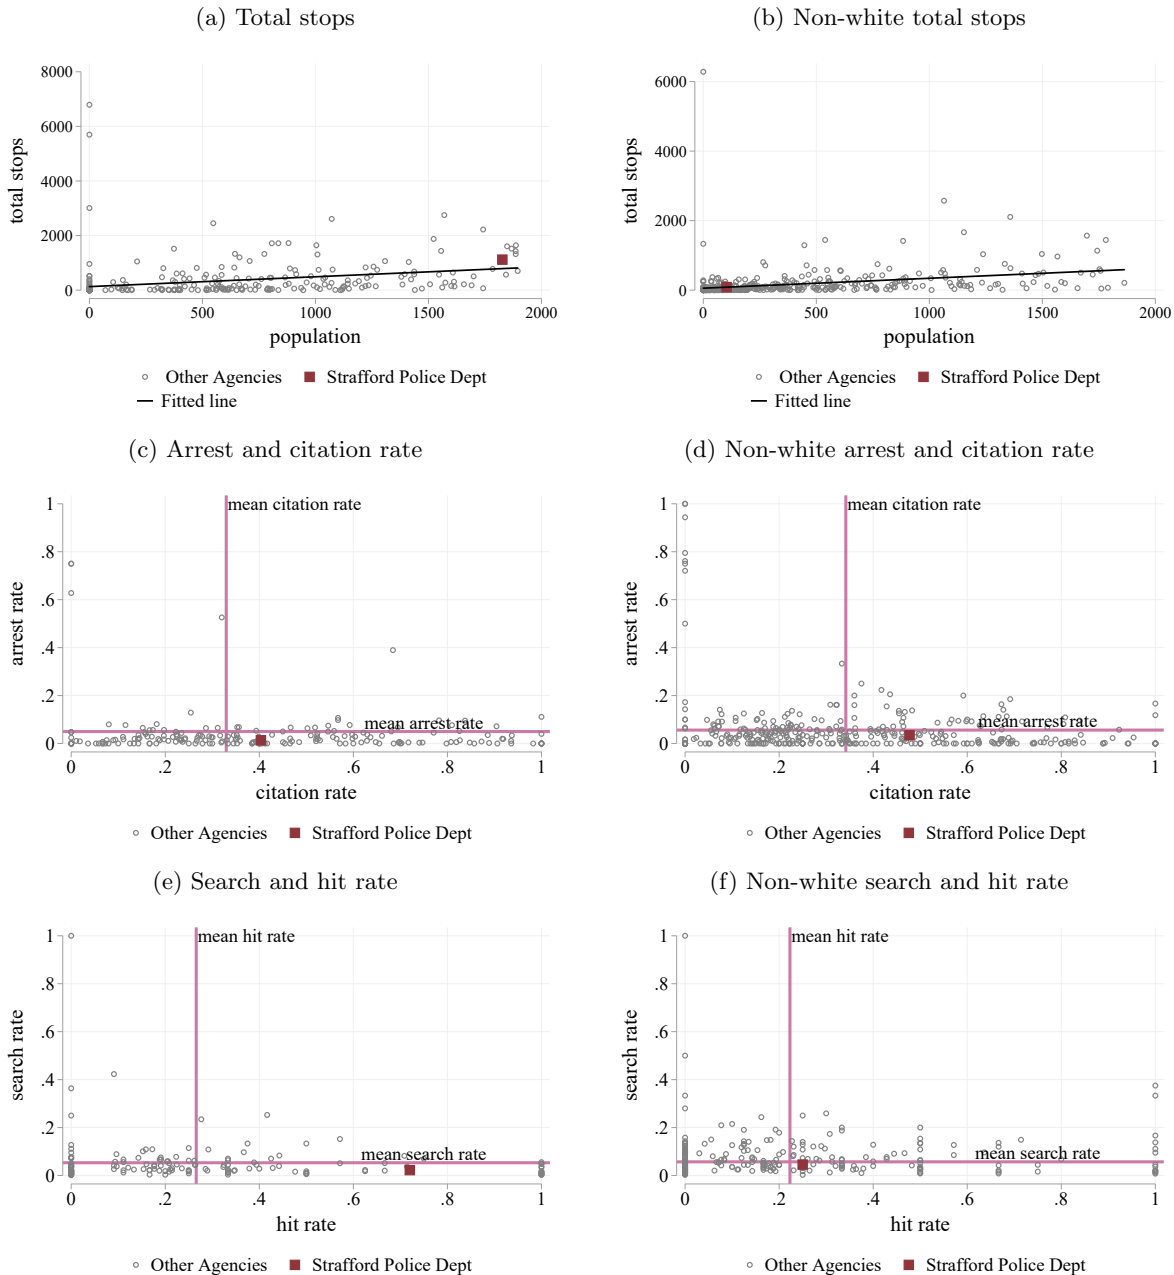 (a) Total stops
(b) Non-white total stops
8000
6000
4000
2000
0
total stops
0 500 1000 1500 2000
population
Other Agencies Strafford Police Dept
Fitted line
6000
4000
2000
0
total stops
0 500 1000 1500 2000
population
Other Agencies Strafford Police Dept
Fitted line
(c) Arrest and citation rate
(d) Non-white arrest and citation rate
1
.8
.6
.4
.2
0
arrest rate
mean citation rate
mean arrest rate
0 .2 .4 .6 .8 1
citation rate
Other Agencies Strafford Police Dept
1
.8
.6
.4
.2
0
arrest rate
mean citation rate
mean arrest rate
0 .2 .4 .6 .8 1
citation rate
Other Agencies Strafford Police Dept
(e) Search and hit rate
(f) Non-white search and hit rate
1
.8
.6
.4
.2
0
search rate
mean hit rate
mean search rate
0 .2 .4 .6 .8 1
hit rate
Other Agencies Strafford Police Dept
1
.8
.6
.4
.2
0
search rate
mean hit rate
mean search rate
0 .2 .4 .6 .8 1
hit rate
Other Agencies Strafford Police Dept